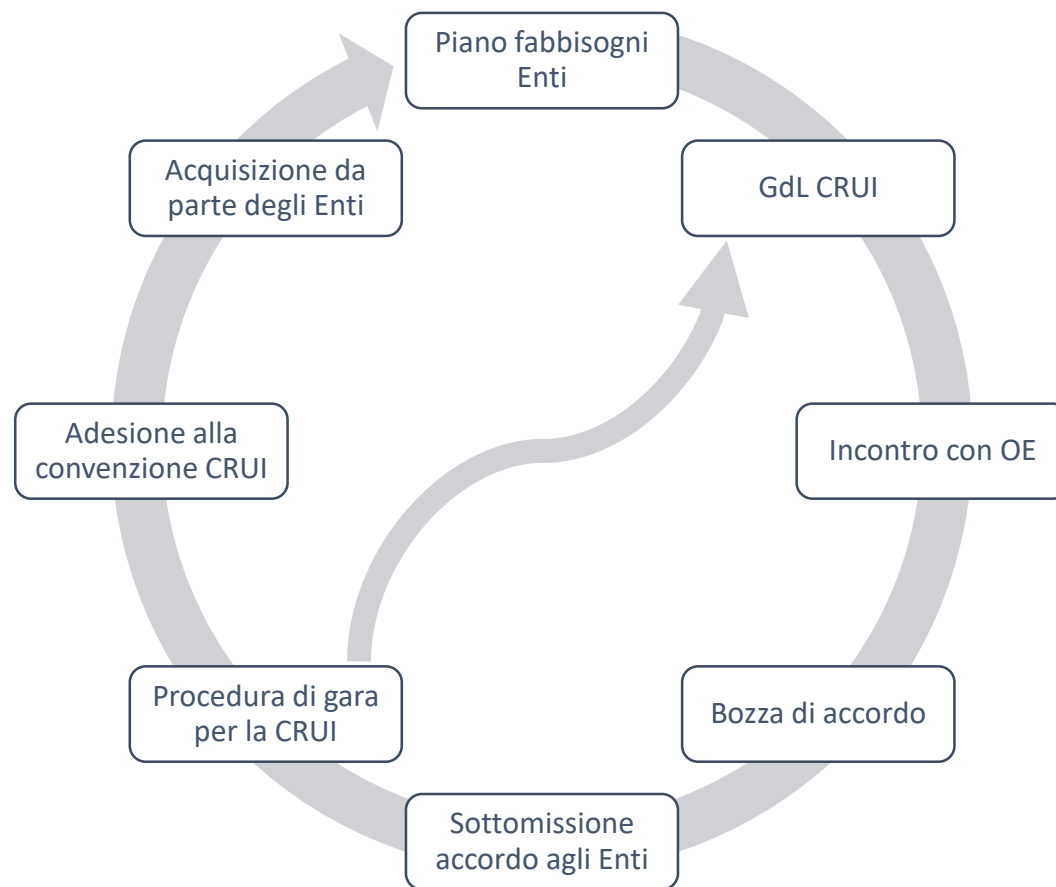 Piano fabbisogni
Enti
GdL CRUI
Incontro con OE
Bozza di accordo
Sottomissione
accordo agli Enti
Procedura di gara
per la CRUI
Adesione alla
convenzione CRUI
Acquisizione da
parte degli Enti